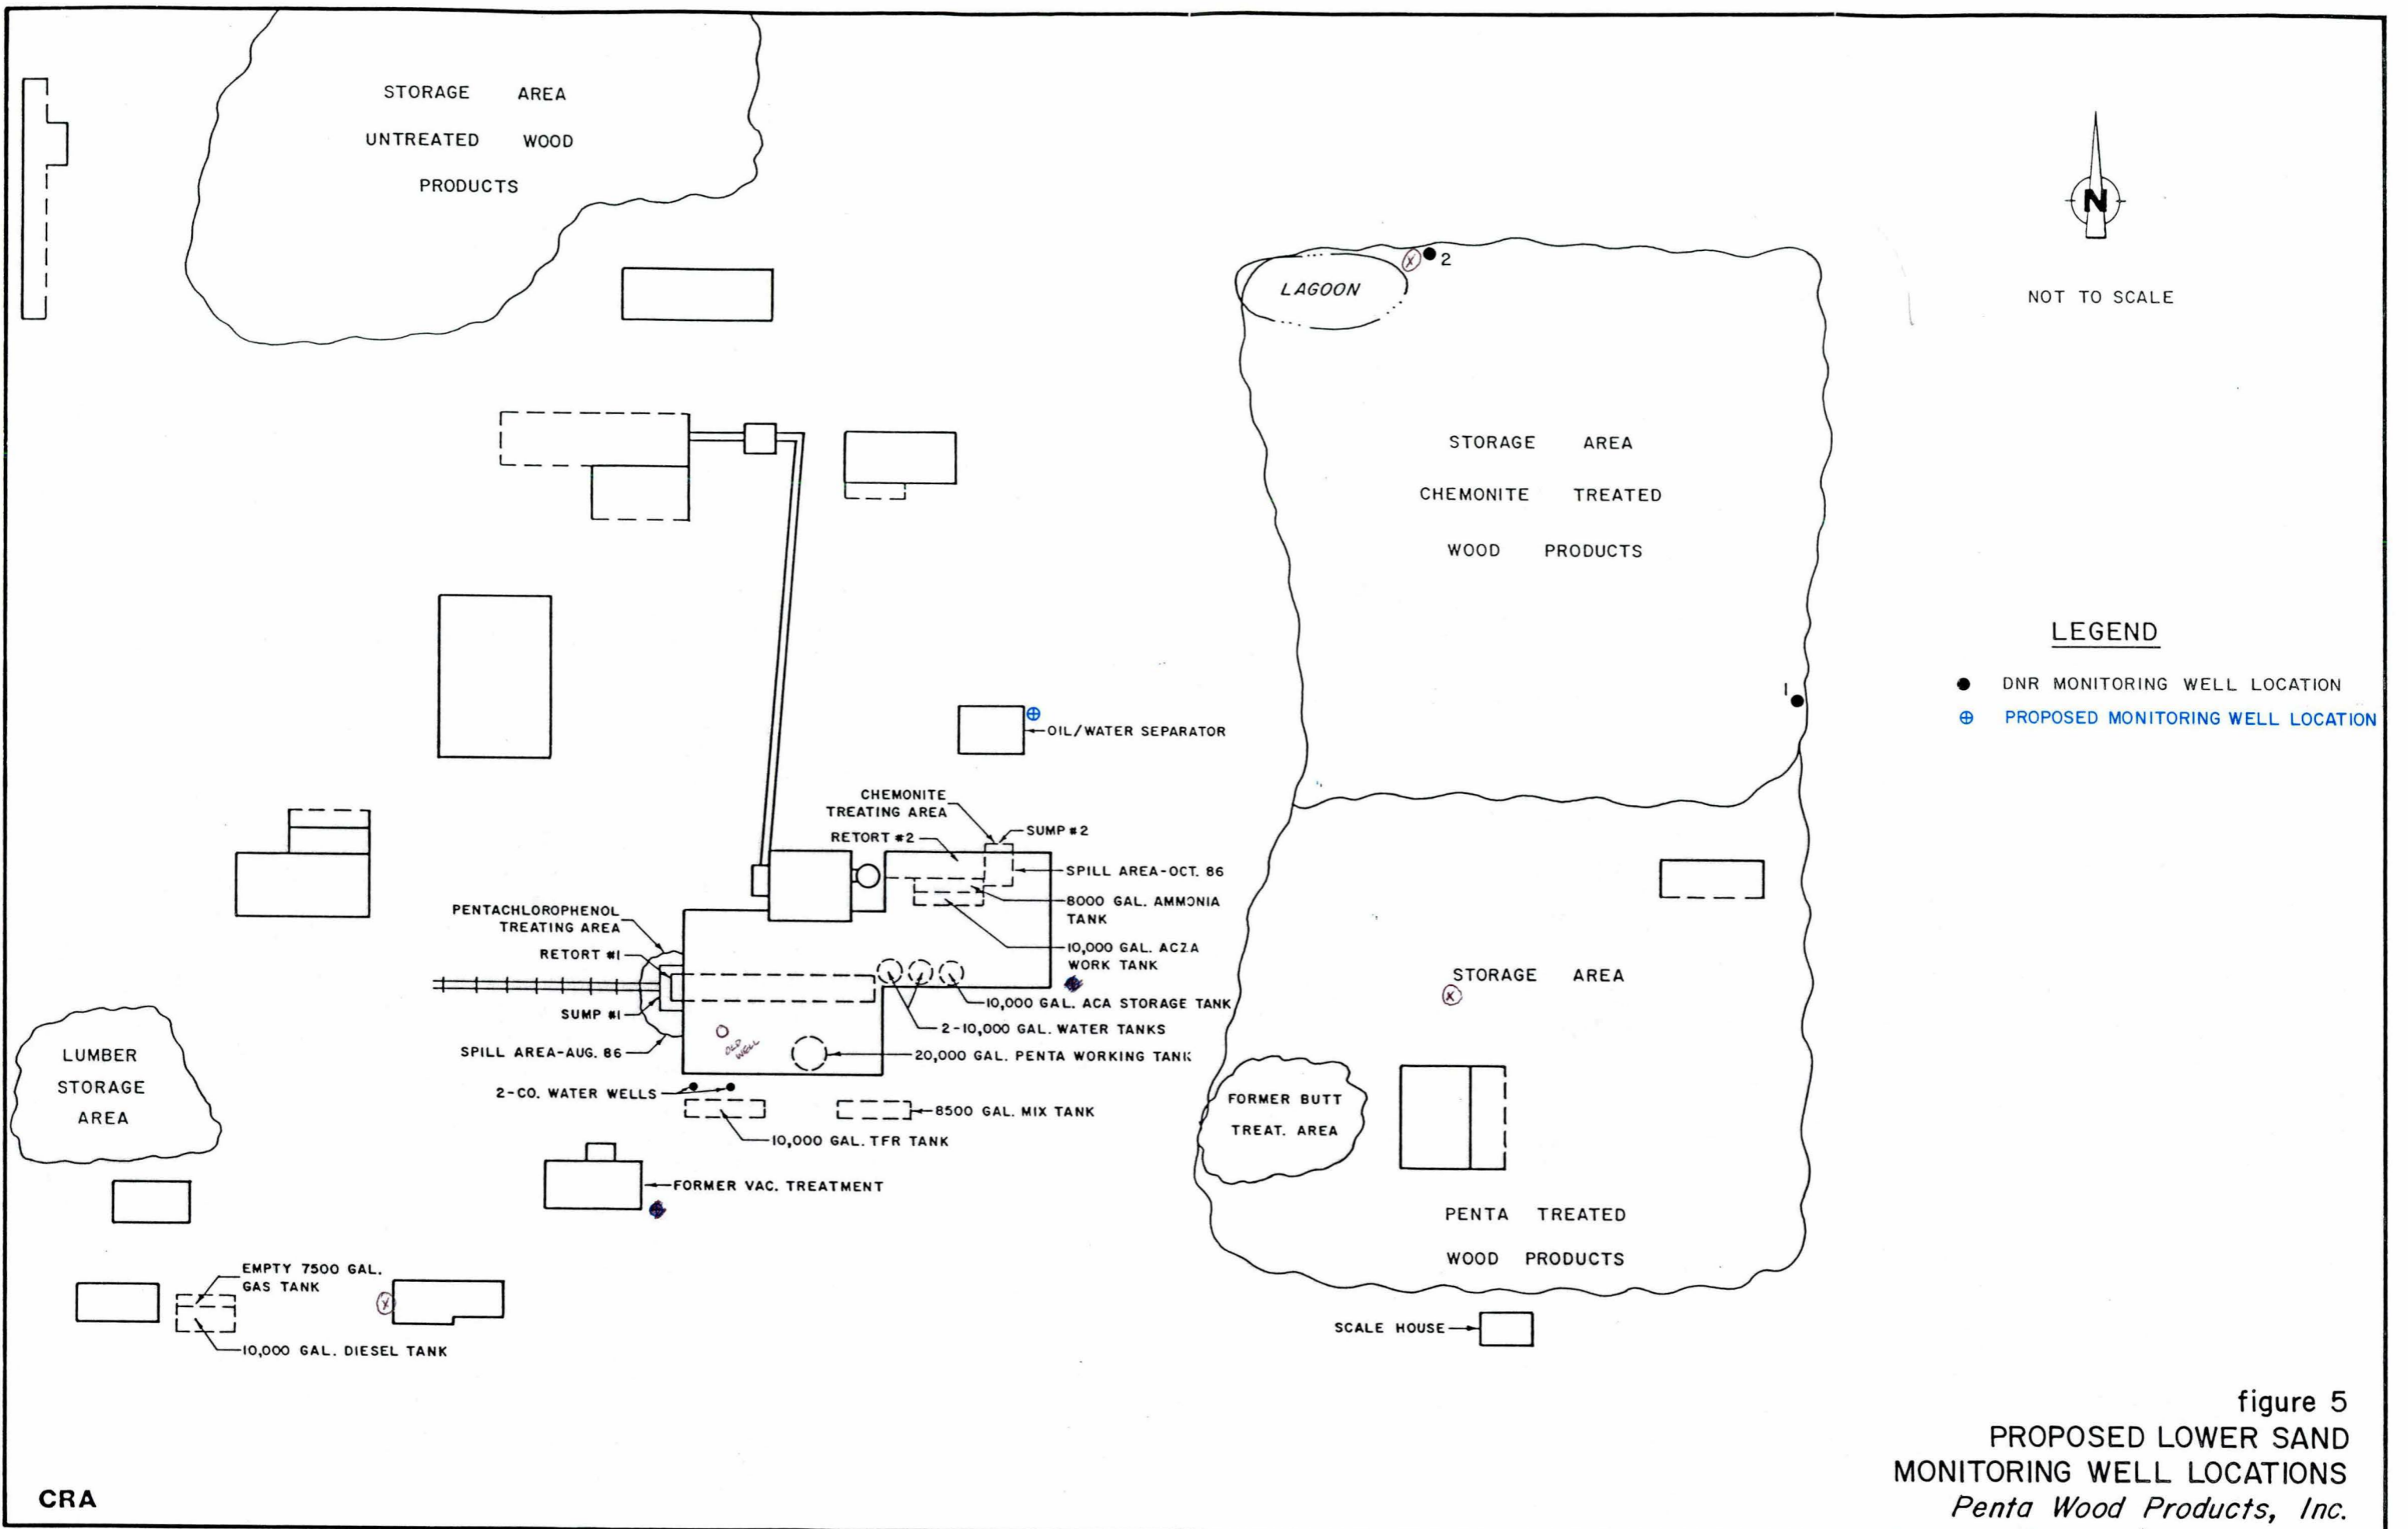 STORAGE AREA
UNTREATED WOOD
PRODUCTS
N
NOT TO SCALE
LAGOON
X 2
STORAGE AREA
CHEMONITE TREATED
WOOD PRODUCTS
1
LEGEND
DNR MONITORING WELL LOCATION
PROPOSED MONITORING WELL LOCATION
OIL/WATER SEPARATOR
CHEMONITE
TREATING AREA
RETORT #2
SUMP #2
SPILL AREA-OCT. 86
8000 GAL. AMMONIA
TANK
10,000 GAL. ACZA
WORK TANK
PENTACHLOROPHENOL
TREATING AREA
RETORT #1
SUMP #1
SPILL AREA-AUG. 86
OLD
WELL
10,000 GAL. ACA STORAGE TANK
2-10,000 GAL. WATER TANKS
20,000 GAL. PENTA WORKING TANK
2-CO. WATER WELLS
8500 GAL. MIX TANK
10,000 GAL. TFR TANK
FORMER VAC. TREATMENT
LUMBER
STORAGE
AREA
EMPTY 7500 GAL.
GAS TANK
X
10,000 GAL. DIESEL TANK
STORAGE AREA
X
FORMER BUTT
TREAT. AREA
PENTA TREATED
WOOD PRODUCTS
SCALE HOUSE
figure 5
PROPOSED LOWER SAND
MONITORING WELL LOCATIONS
Penta Wood Products, Inc.
CRA